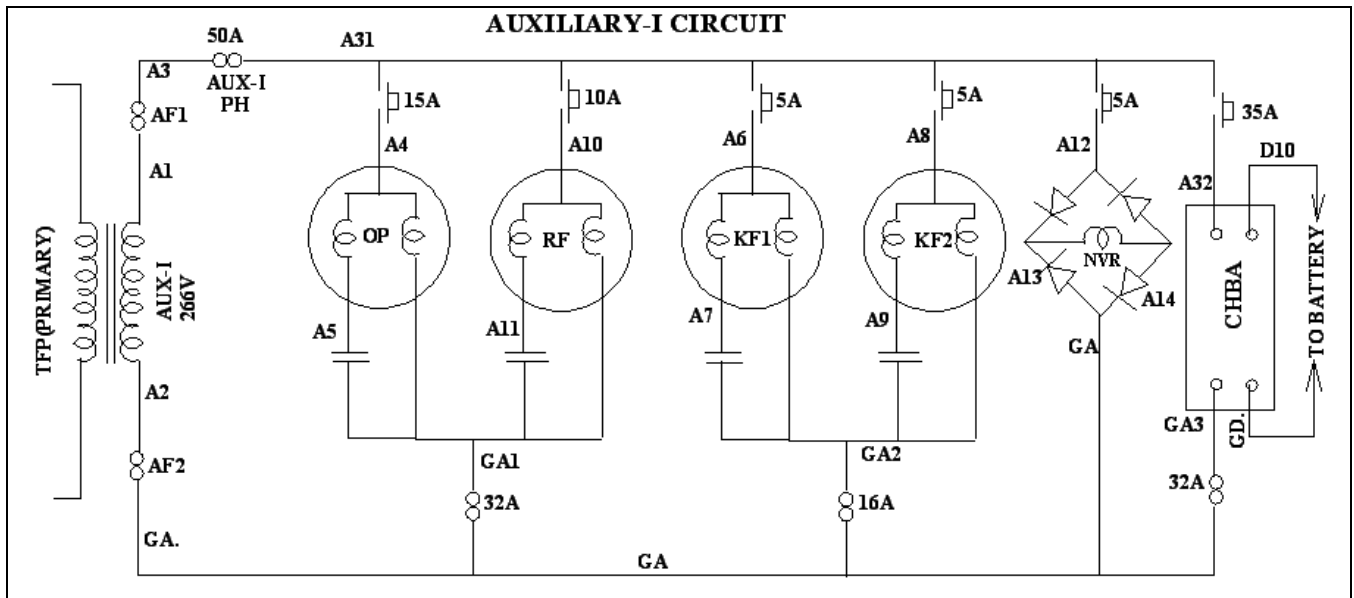 AUXILIARY-I CIRCUIT
50A
A31
A3
AUX-I
PH
AF1
A1
TFP(PRIMARY)
AUX-I
266V
A2
AF2
GA.
15A
A4
OP
A5
10A
A10
RF
A11
GA1
32A
5A
A6
KF1
A7
5A
A8
KF2
A9
GA2
16A
GA
5A
A12
NVR
A13
A14
GA
35A
D10
A32
CHBA
TO BATTERY
GA3
GD.
32A